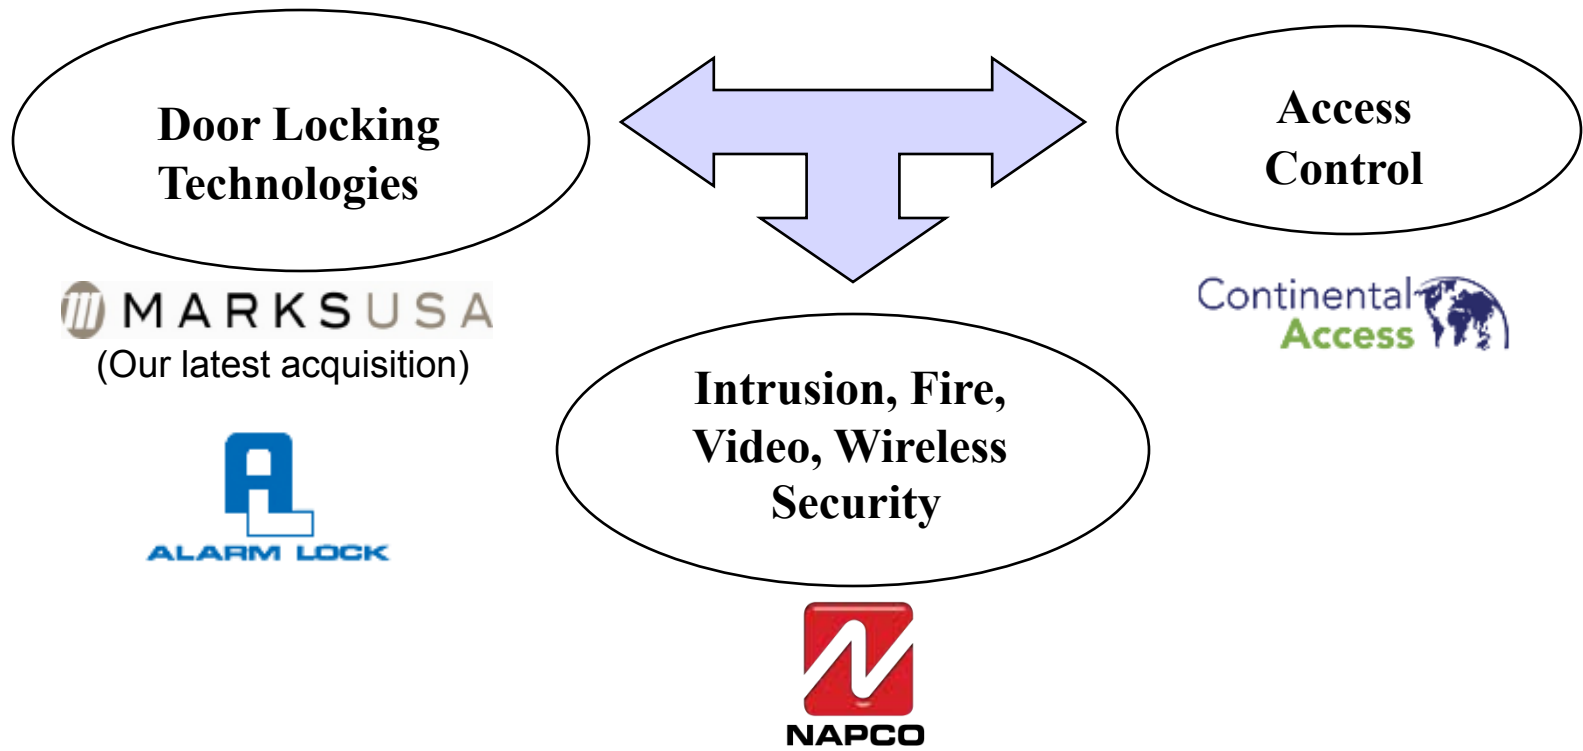 Door Locking
Technologies
MARKSUSA
(Our latest acquisition)
ALARM LOCK
Access
Control
Continental
Access
Intrusion, Fire,
Video, Wireless
Security
NAPCO